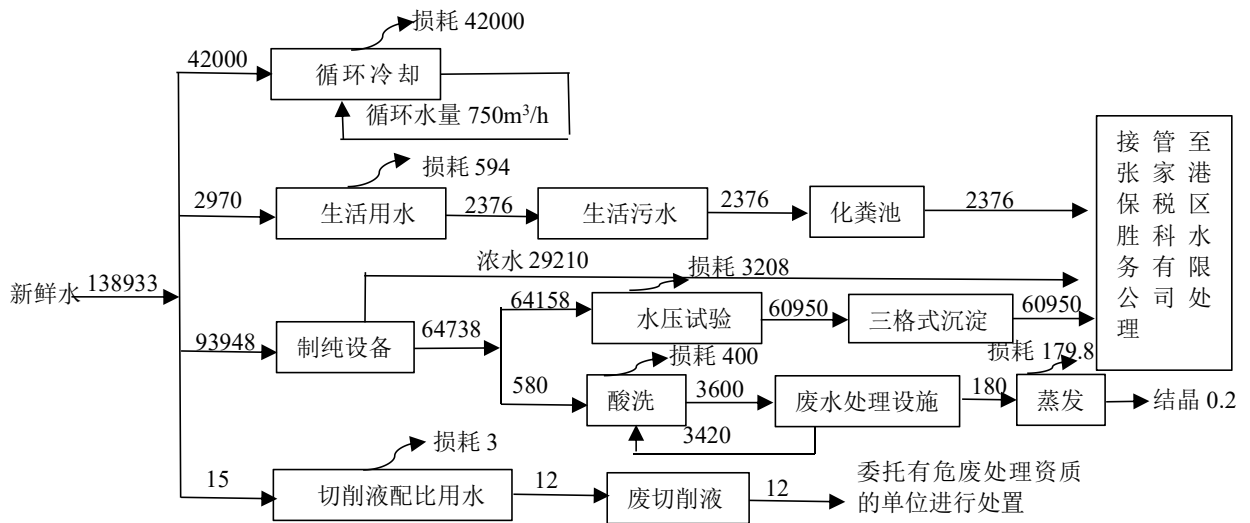 损耗 42000
42000
循环冷却
循环水量 750m³/h
损耗 594
2970
生活用水
2376
生活污水
2376
化粪池
2376
接管至
张家港
保税区
胜科水
务有限
公司处
理
新鲜水
138933
浓水 29210
损耗 3208
93948
制纯设备
64738
64158
水压试验
60950
三格式沉淀
60950
损耗 400
损耗 179.8
580
酸洗
3600
废水处理设施
180
蒸发
结晶 0.2
3420
损耗 3
15
切削液配比用水
12
废切削液
12
委托有危废处理资质
的单位进行处置